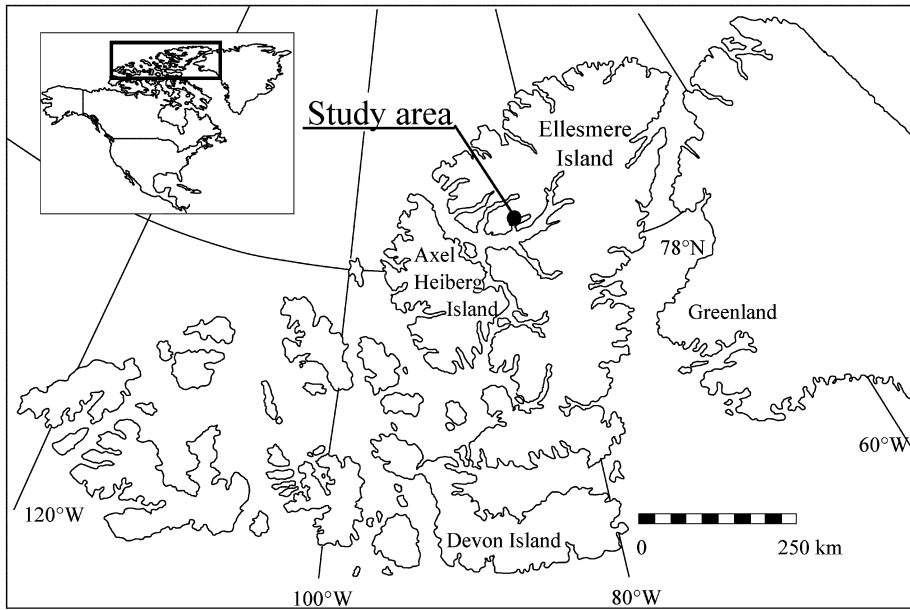 Study area
Ellesmere
Island
78°N
Axel
Heiberg
Island
Greenland
60°W
120°W
Devon Island
0 250 km
100°W
80°W